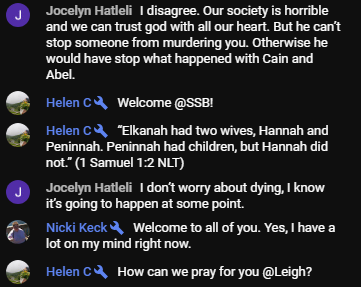 J Jocelyn Hatleli I disagree. Our society is horrible
and we can trust god with all our heart. But he can't
stop someone from murdering you. Otherwise he
would have stop what happened with Cain and
Abel.
Helen C Welcome @SSB!
Helen C “Elkanah had two wives, Hannah and
Peninnah. Peninnah had children, but Hannah did
not.” (1 Samuel 1:2 NLT)
J Jocelyn Hatleli I don't worry about dying, I know
it's going to happen at some point.
Nicki Keck Welcome to all of you. Yes, I have a
lot on my mind right now.
Helen C How can we pray for you @Leigh?